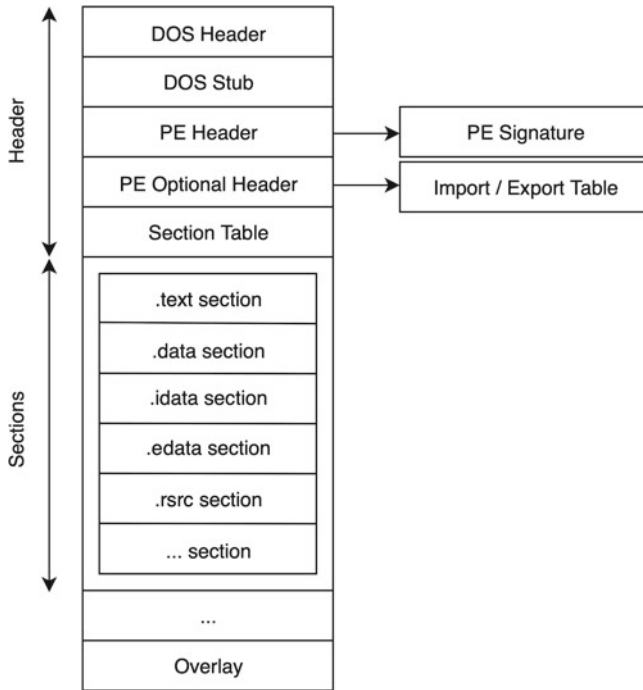 DOS Header
DOS Stub
PE Header
PE Signature
PE Optional Header
Import / Export Table
Section Table
Header
.text section
.data section
.idata section
.edata section
.rsrc section
... section
Sections
...
Overlay